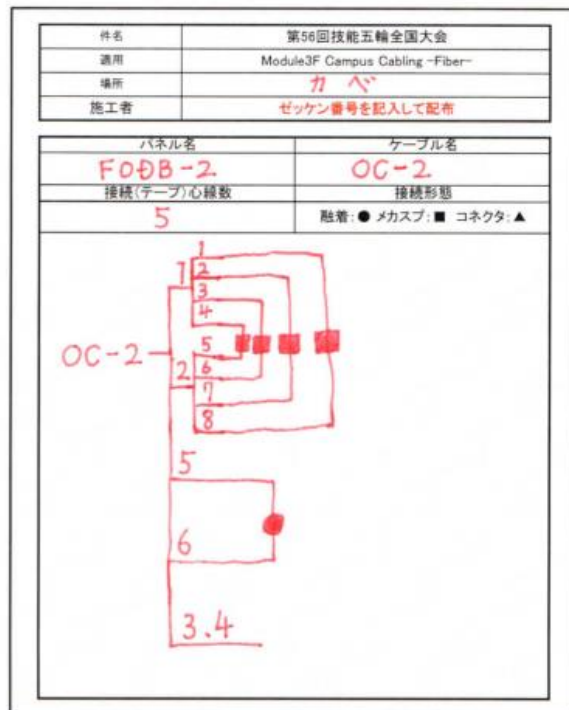 件名 第56回技能五輪全国大会
適用 Module3F Campus Cabling -Fiber-
場所 カベ
施工者 ゼッケン番号を記入して配布
パネル名 ケーブル名
FODB-2 OC-2
接続(テープ)心線数 接続形態
5 融着:● メカスプ:■ コネクタ:▲
1
1 2
3
4
OC-2 5
2 6
7
8
5
6
3.4